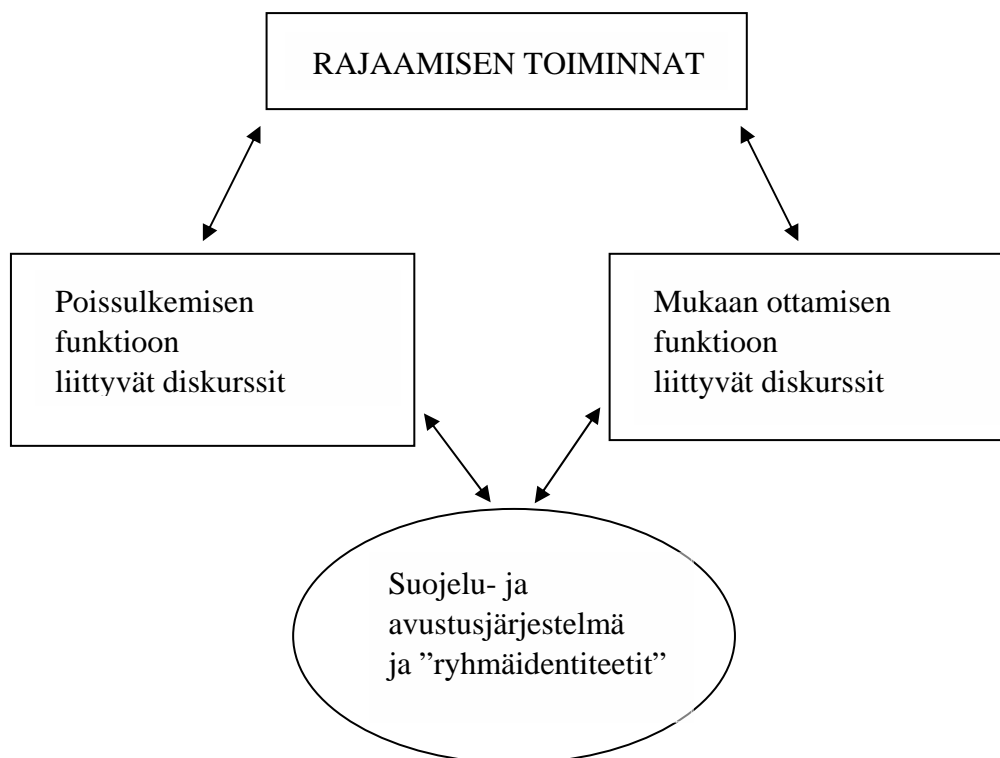 RAJAAMISEN TOIMINNAT
Poissulkemisen
funktioon
liittyvät diskurssit
Mukaan ottamisen
funktioon
liittyvät diskurssit
Suojelu- ja
avustusjärjestelmä
ja ”ryhmäidentiteetit”